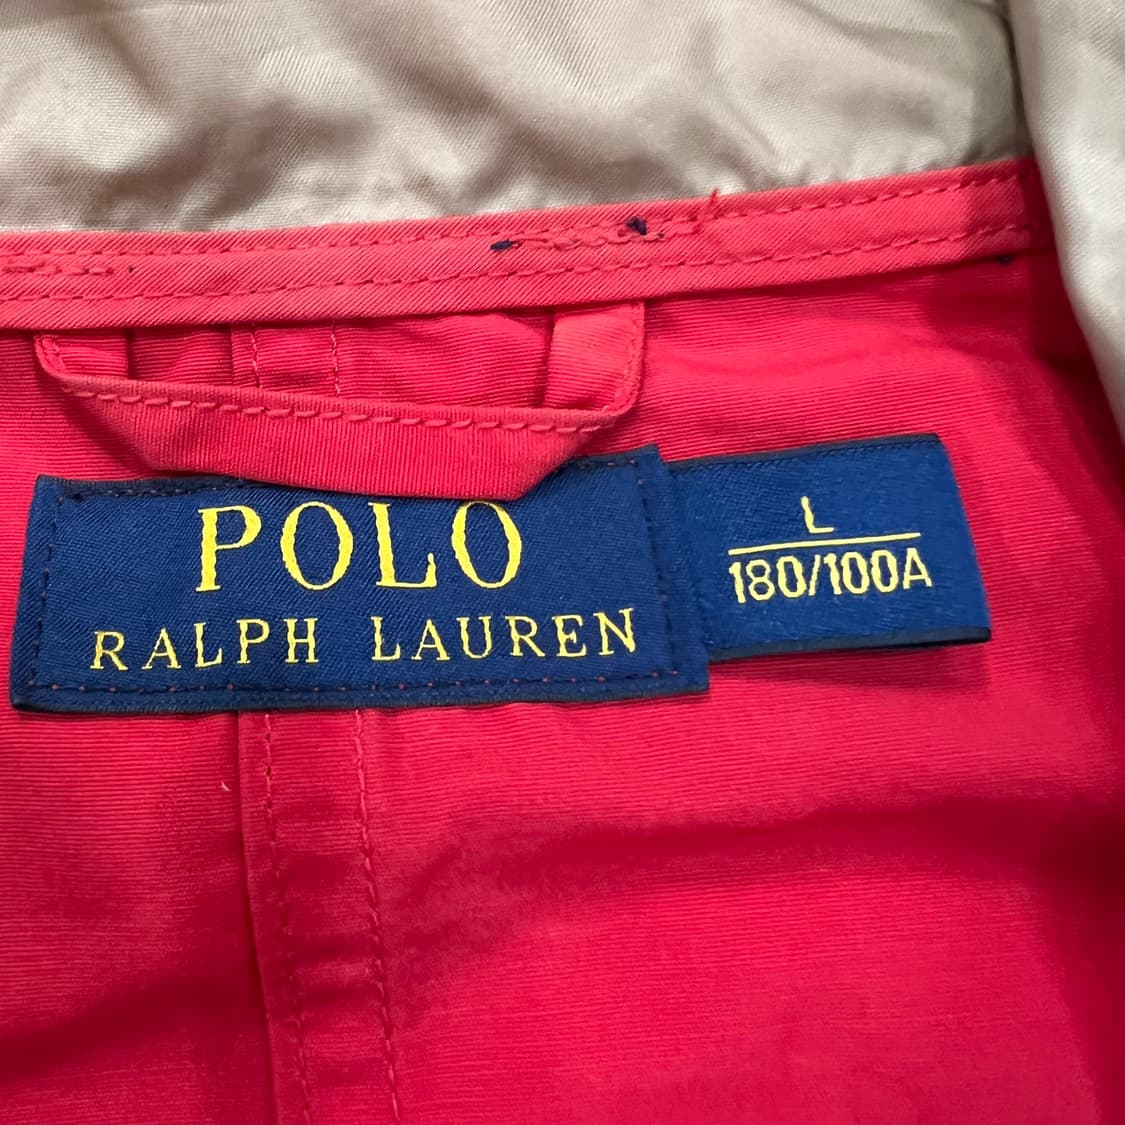 POLO
RALPH LAUREN
L
180/100A